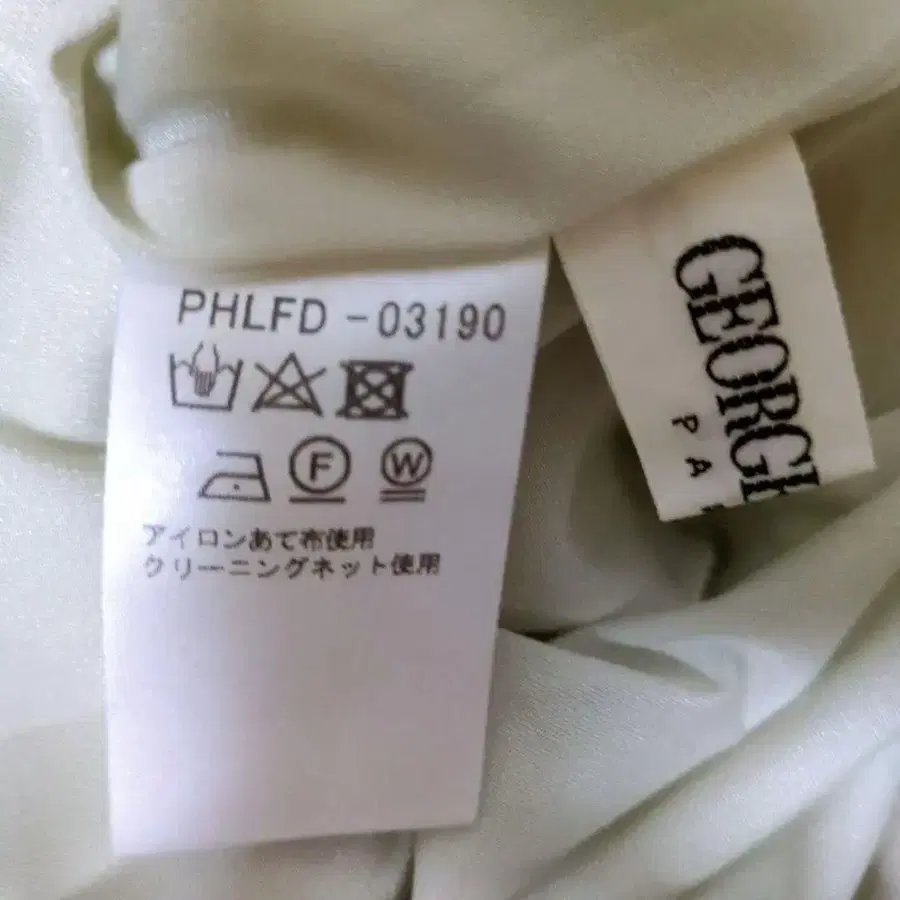 PHLFD-03190
F W
アイロンあて布使用
クリーニングネット使用
GEORGE
PA